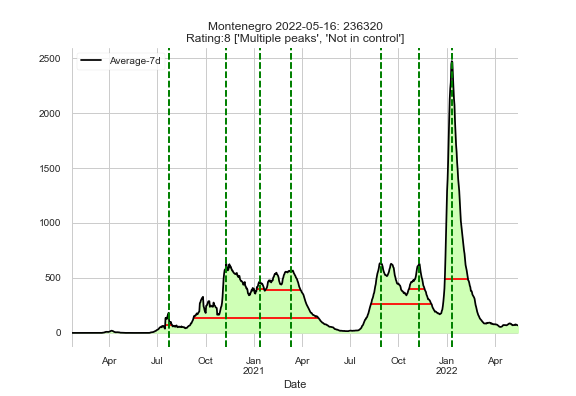 Montenegro 2022-05-16: 236320
Rating:8 ['Multiple peaks', 'Not in control']
Average-7d
2500
2000
1500
1000
500
0
Apr Jul Oct Jan Apr Jul Oct Jan Apr
2021 2022
Date